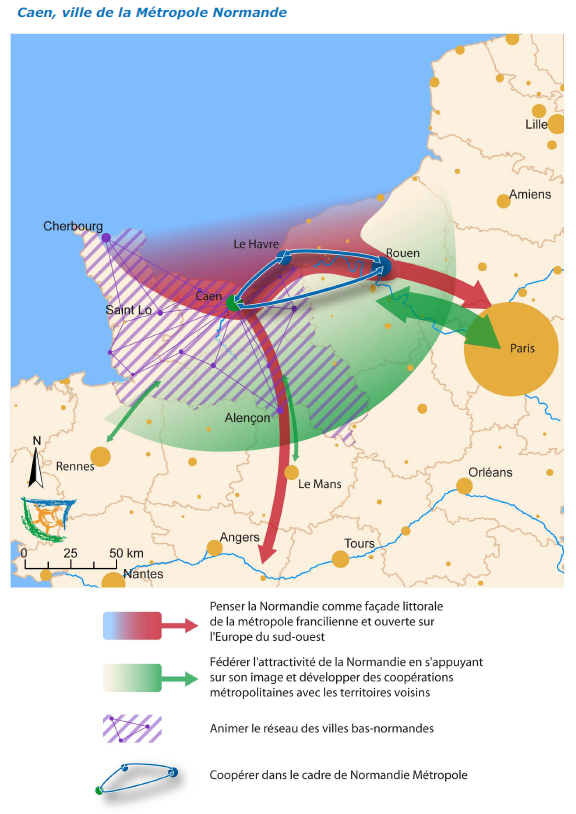 Caen, ville de la Métropole Normande
Lille
Amiens
Cherbourg
Le Havre
Rouen
Caen
Saint Lo
Paris
Alençon
N
Rennes
Le Mans
Orléans
0 25 50 km
Angers
Tours
Nantes
Penser la Normandie comme façade littorale
de la métropole francilienne et ouverte sur
l'Europe du sud-ouest
Fédérer l'attractivité de la Normandie en s'appuyant
sur son image et développer des coopérations
métropolitaines avec les territoires voisins
Animer le réseau des villes bas-normandes
Coopérer dans le cadre de Normandie Métropole